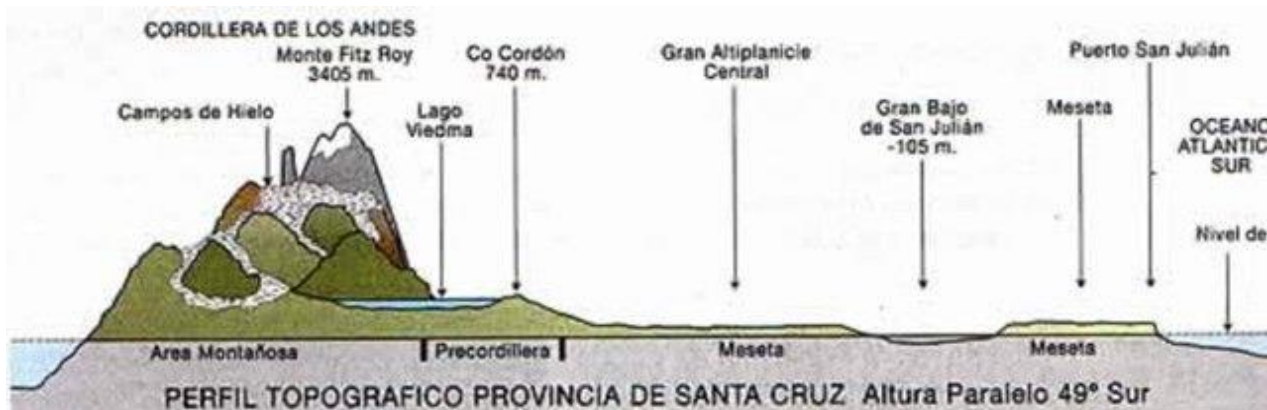 CORDILLERA DE LOS ANDES
Monte Fitz Roy
3405 m.
Co Cordón
740 m.
Gran Altiplanicie
Central
Puerto San Julián
Campos de Hielo
Lago
Viedma
Gran Bajo
de San Julián
-105 m.
Meseta
OCEANO
ATLANTIC
SUR
Nivel de
Area Montañosa
Precordillera
Meseta
Meseta
PERFIL TOPOGRAFICO PROVINCIA DE SANTA CRUZ Altura Paralelo 49° Sur